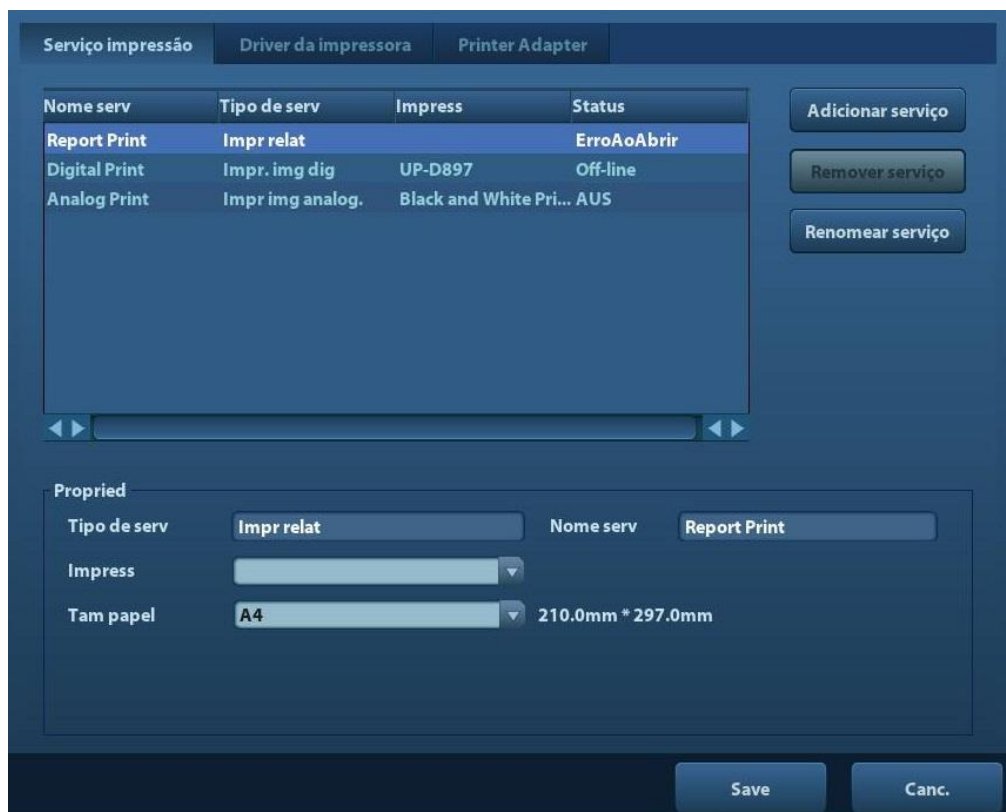 Serviço impressão Driver da impressora Printer Adapter
Nome serv Tipo de serv Impress Status
Adicionar serviço
Report Print Impr relat ErroAoAbrir
Digital Print Impr. img dig UP-D897 Off-line
Remover serviço
Analog Print Impr img analog. Black and White Pri... AUS
Renomear serviço
Propried
Tipo de serv Impr relat Nome serv Report Print
Impress
Tam papel A4 210.0mm * 297.0mm
Save Canc.